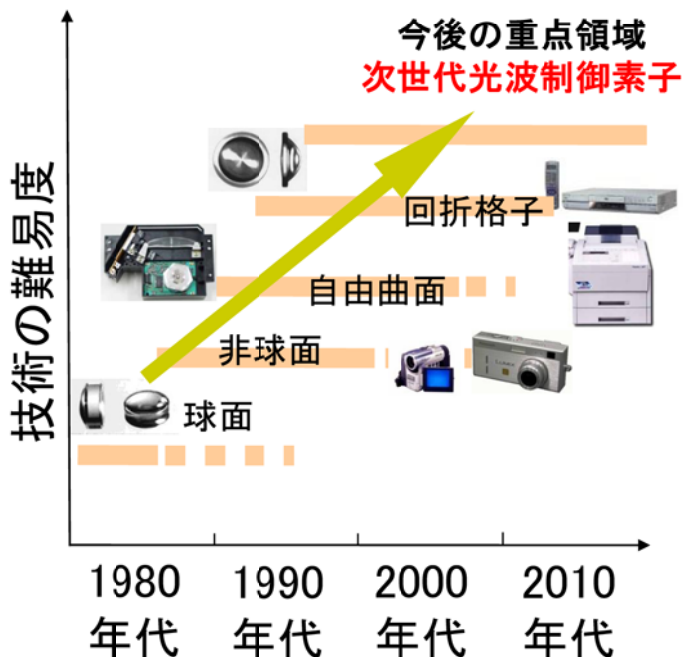 今後の重点領域
次世代光波制御素子
回折格子
自由曲面
非球面
球面
技術の難易度
1980
年代
1990
年代
2000
年代
2010
年代